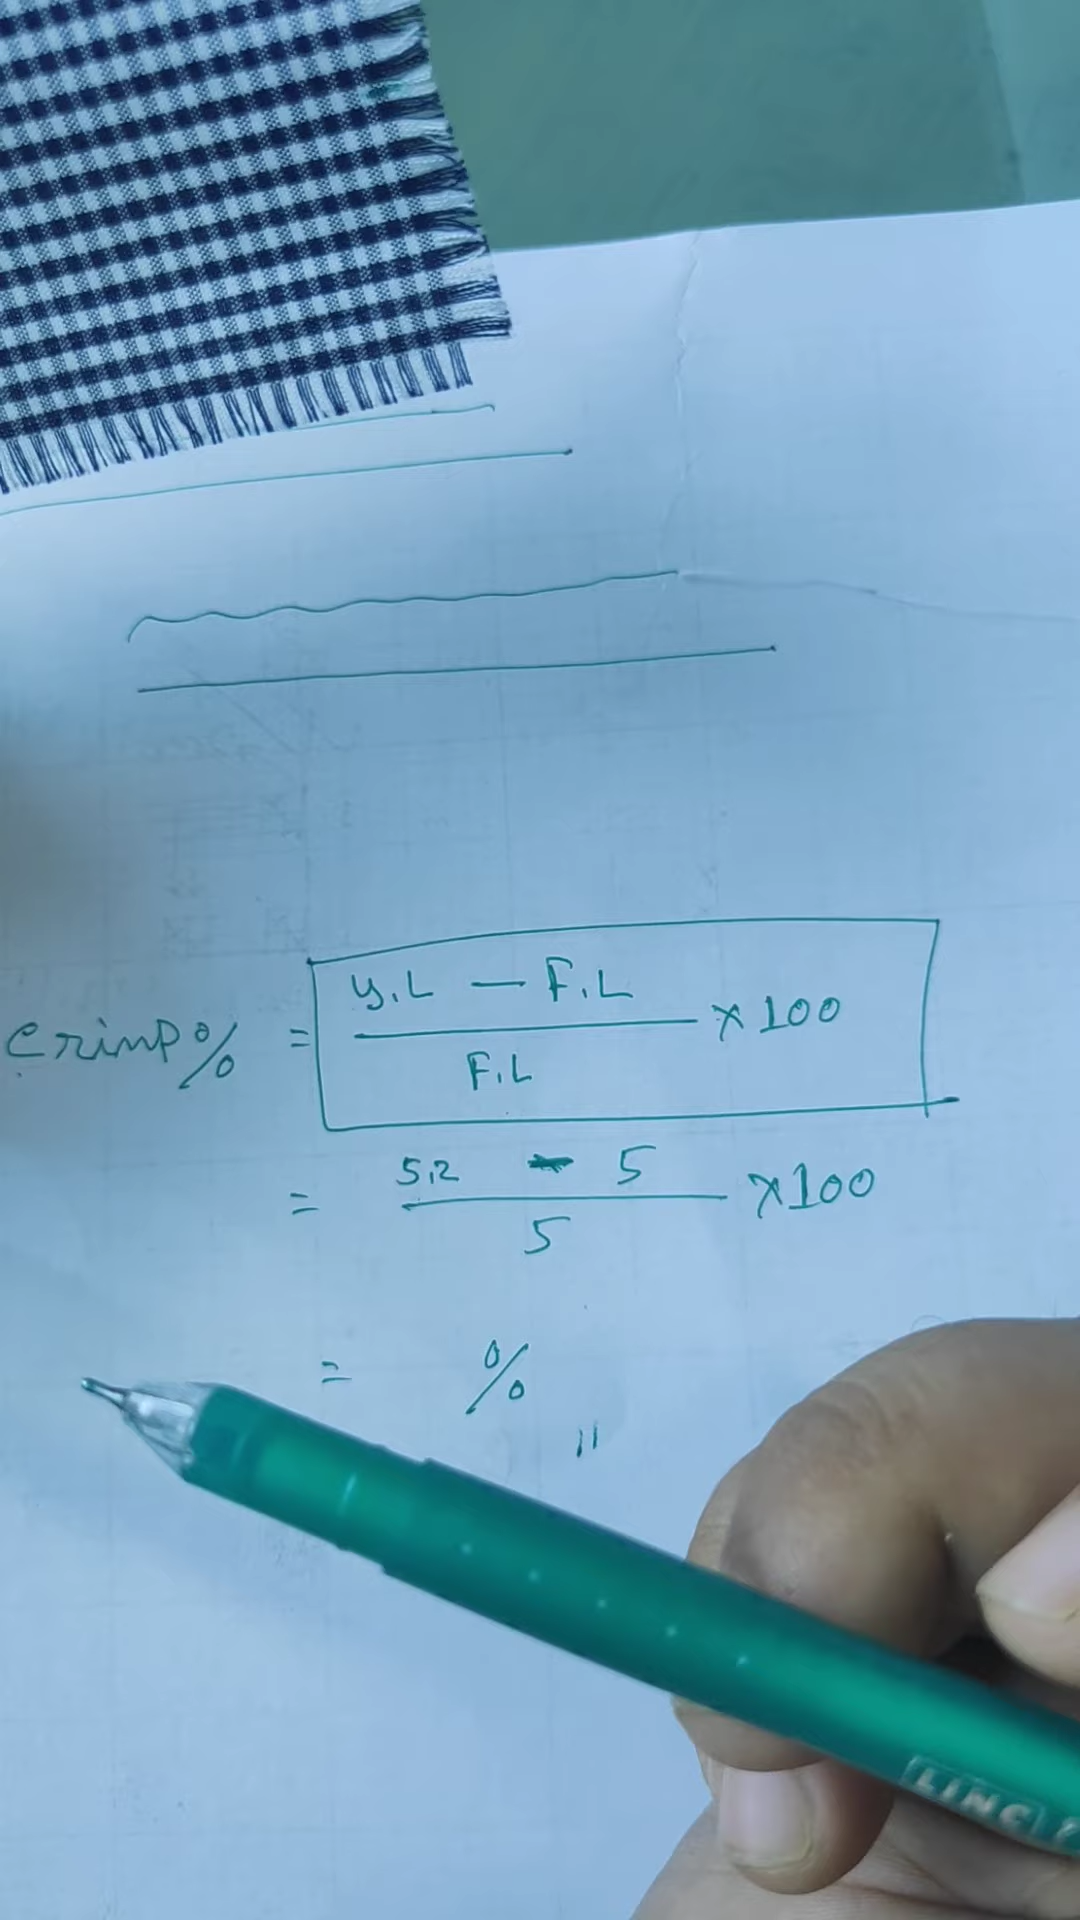 y.L − F.L
Crimp% = ――― × 100
F.L
5.2 - 5
= ――― ×100
5
= %
"
LINC